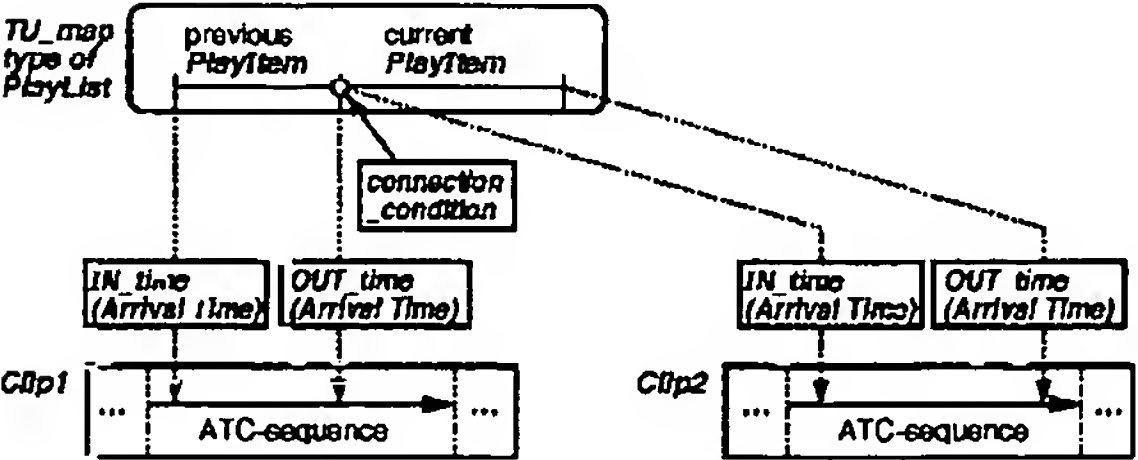 TU_map
type of
PlayList
previous
PlayItem
current
PlayItem
connection
_condition
IN_time
(Arrival Time)
OUT_time
(Arrival Time)
IN_time
(Arrival Time)
OUT_time
(Arrival Time)
Clip1
...
ATC-sequence
...
Clip2
...
ATC-sequence
...